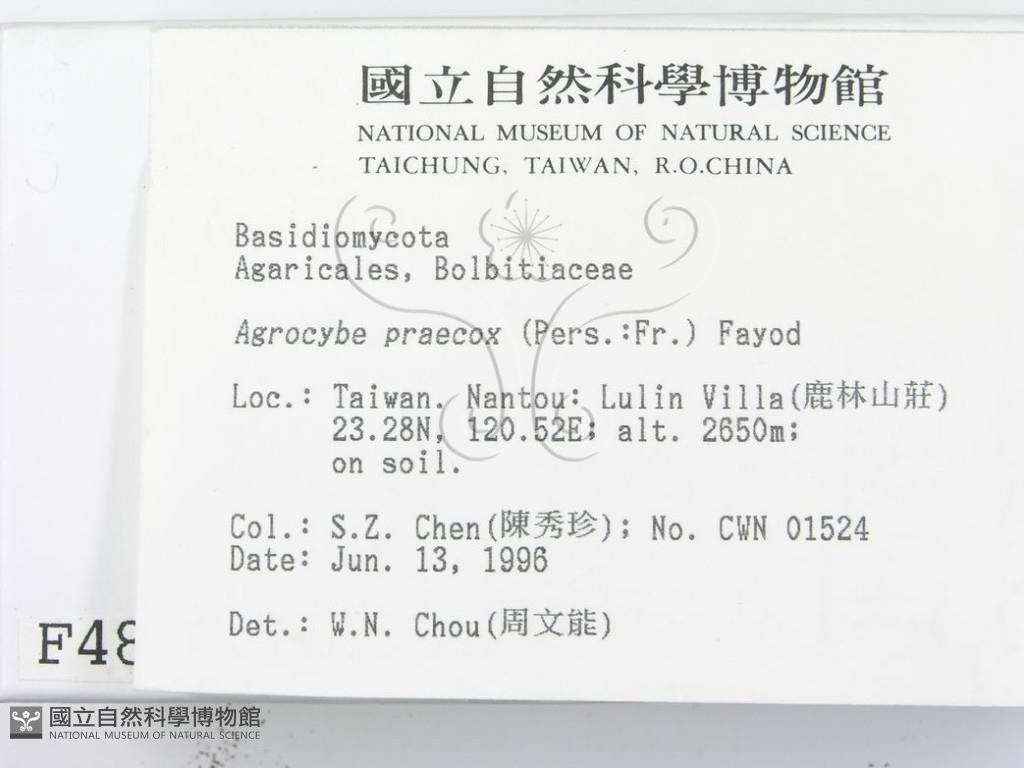 國立自然科學博物館
NATIONAL MUSEUM OF NATURAL SCIENCE
TAICHUNG, TAIWAN, R.O.CHINA
Basidiomycota
Agaricales, Bolbitiaceae
Agrocybe praecox (Pers.:Fr.) Fayod
Loc.: Taiwan. Nantou: Lulin Villa(鹿林山莊)
23.28N, 120.52E; alt. 2650m;
on soil.
Col.: S.Z. Chen(陳秀珍); No. CWN 01524
Date: Jun. 13, 1996
Det.: W.N. Chou(周文能)
F48
國立自然科學博物館
NATIONAL MUSEUM OF NATURAL SCIENCE